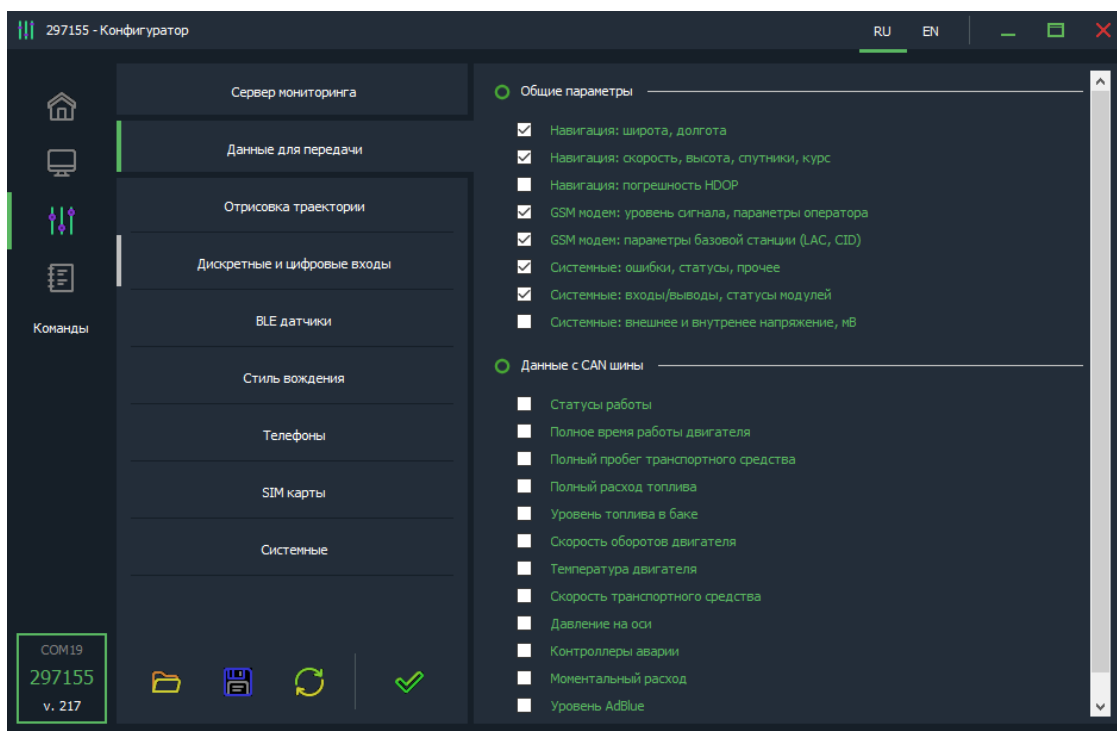 297155 - Конфигуратор
RU
EN
Команды
COM19
297155
v. 217
Сервер мониторинга
Данные для передачи
Отрисовка траектории
Дискретные и цифровые входы
BLE датчики
Стиль вождения
Телефоны
SIM карты
Системные
Общие параметры
Навигация: широта, долгота
Навигация: скорость, высота, спутники, курс
Навигация: погрешность HDOP
GSM модем: уровень сигнала, параметры оператора
GSM модем: параметры базовой станции (LAC, CID)
Системные: ошибки, статусы, прочее
Системные: входы/выводы, статусы модулей
Системные: внешнее и внутренее напряжение, мВ
Данные с CAN шины
Статусы работы
Полное время работы двигателя
Полный пробег транспортного средства
Полный расход топлива
Уровень топлива в баке
Скорость оборотов двигателя
Температура двигателя
Скорость транспортного средства
Давление на оси
Контроллеры аварии
Моментальный расход
Уровень AdBlue